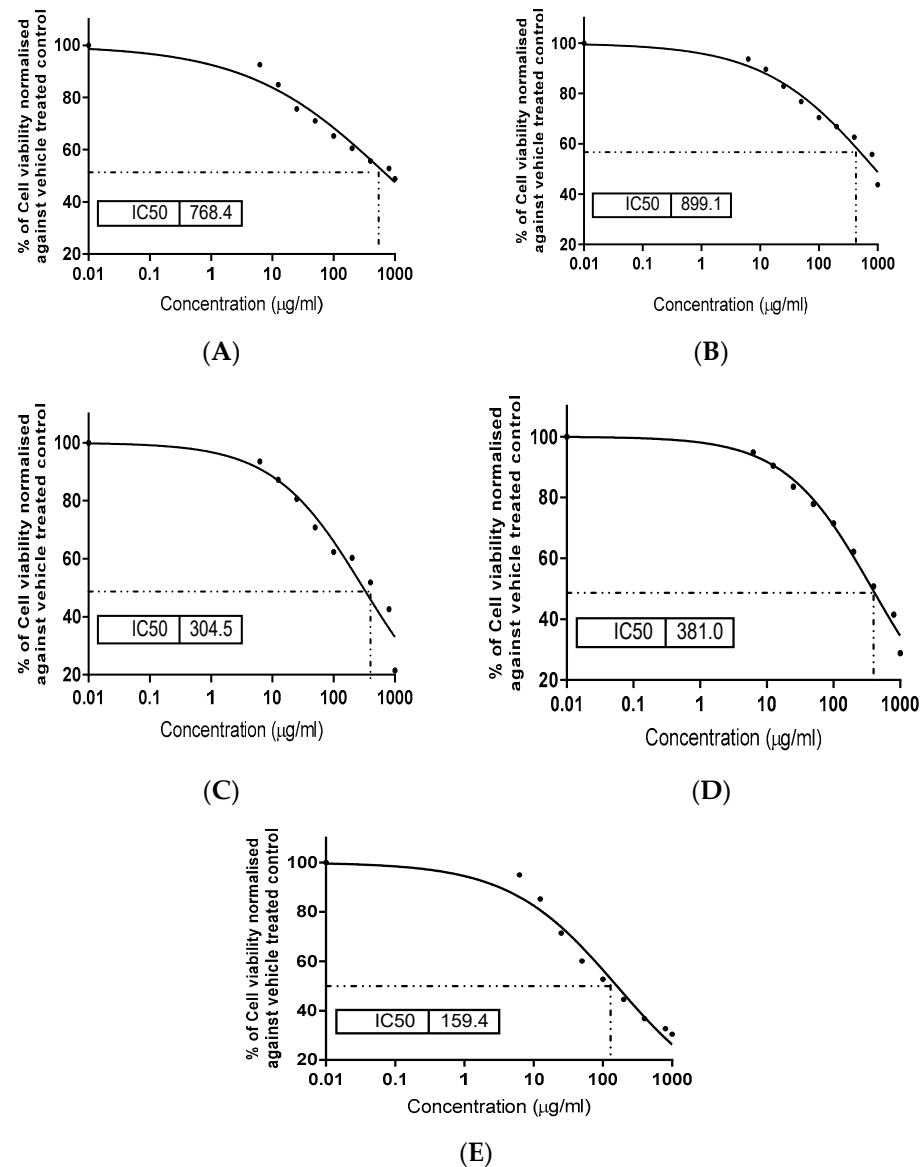 % of Cell viability normalised
against vehicle treated control
100
80
60
40
20
IC50 768.4
0.01 0.1 1 10 100 1000
Concentration (μg/ml)
(A)
% of Cell viability normalised
against vehicle treated control
100
80
60
40
20
IC50 899.1
0.01 0.1 1 10 100 1000
Concentration (μg/ml)
(B)
% of Cell viability normalised
against vehicle treated control
100
80
60
40
20
IC50 304.5
0.01 0.1 1 10 100 1000
Concentration (μg/ml)
(C)
% of Cell viability normalised
against vehicle treated control
100
80
60
40
20
IC50 381.0
0.01 0.1 1 10 100 1000
Concentration (μg/ml)
(D)
% of Cell viability normalised
against vehicle treated control
100
80
60
40
20
IC50 159.4
0.01 0.1 1 10 100 1000
Concentration (μg/ml)
(E)